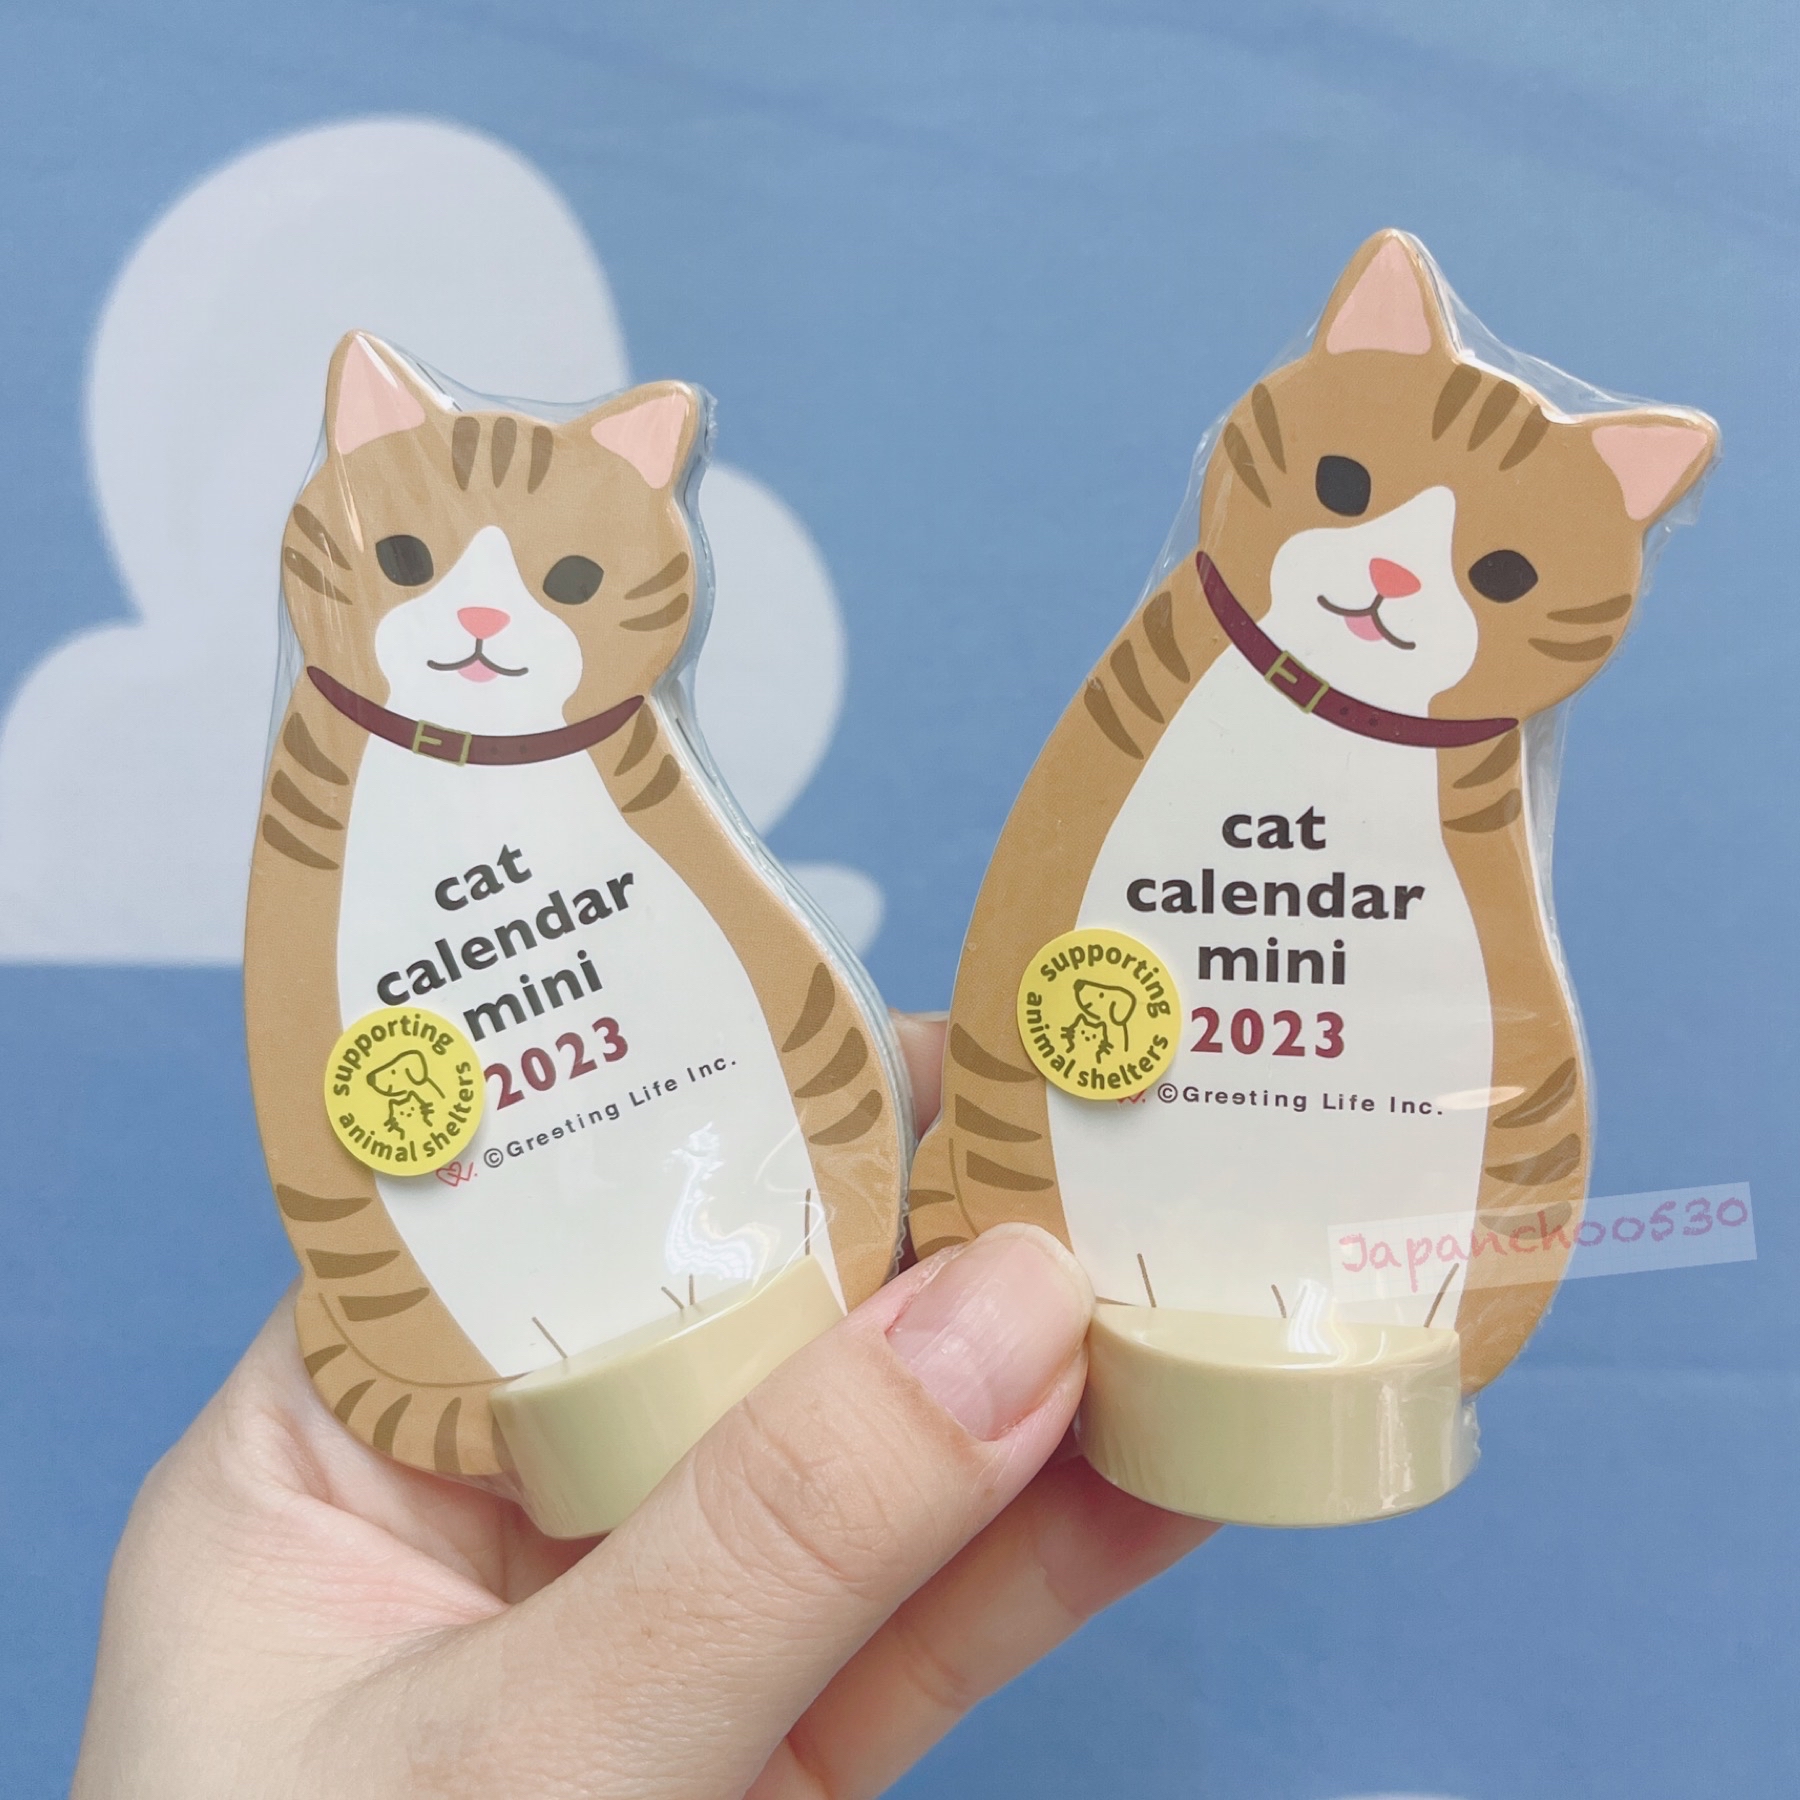 cat
calendar
mini
2023
©Greeting Life Inc.
supporting
animal shelters
cat
calendar
mini
2023
©Greeting Life Inc.
supporting
animal shelters
Japancho0530